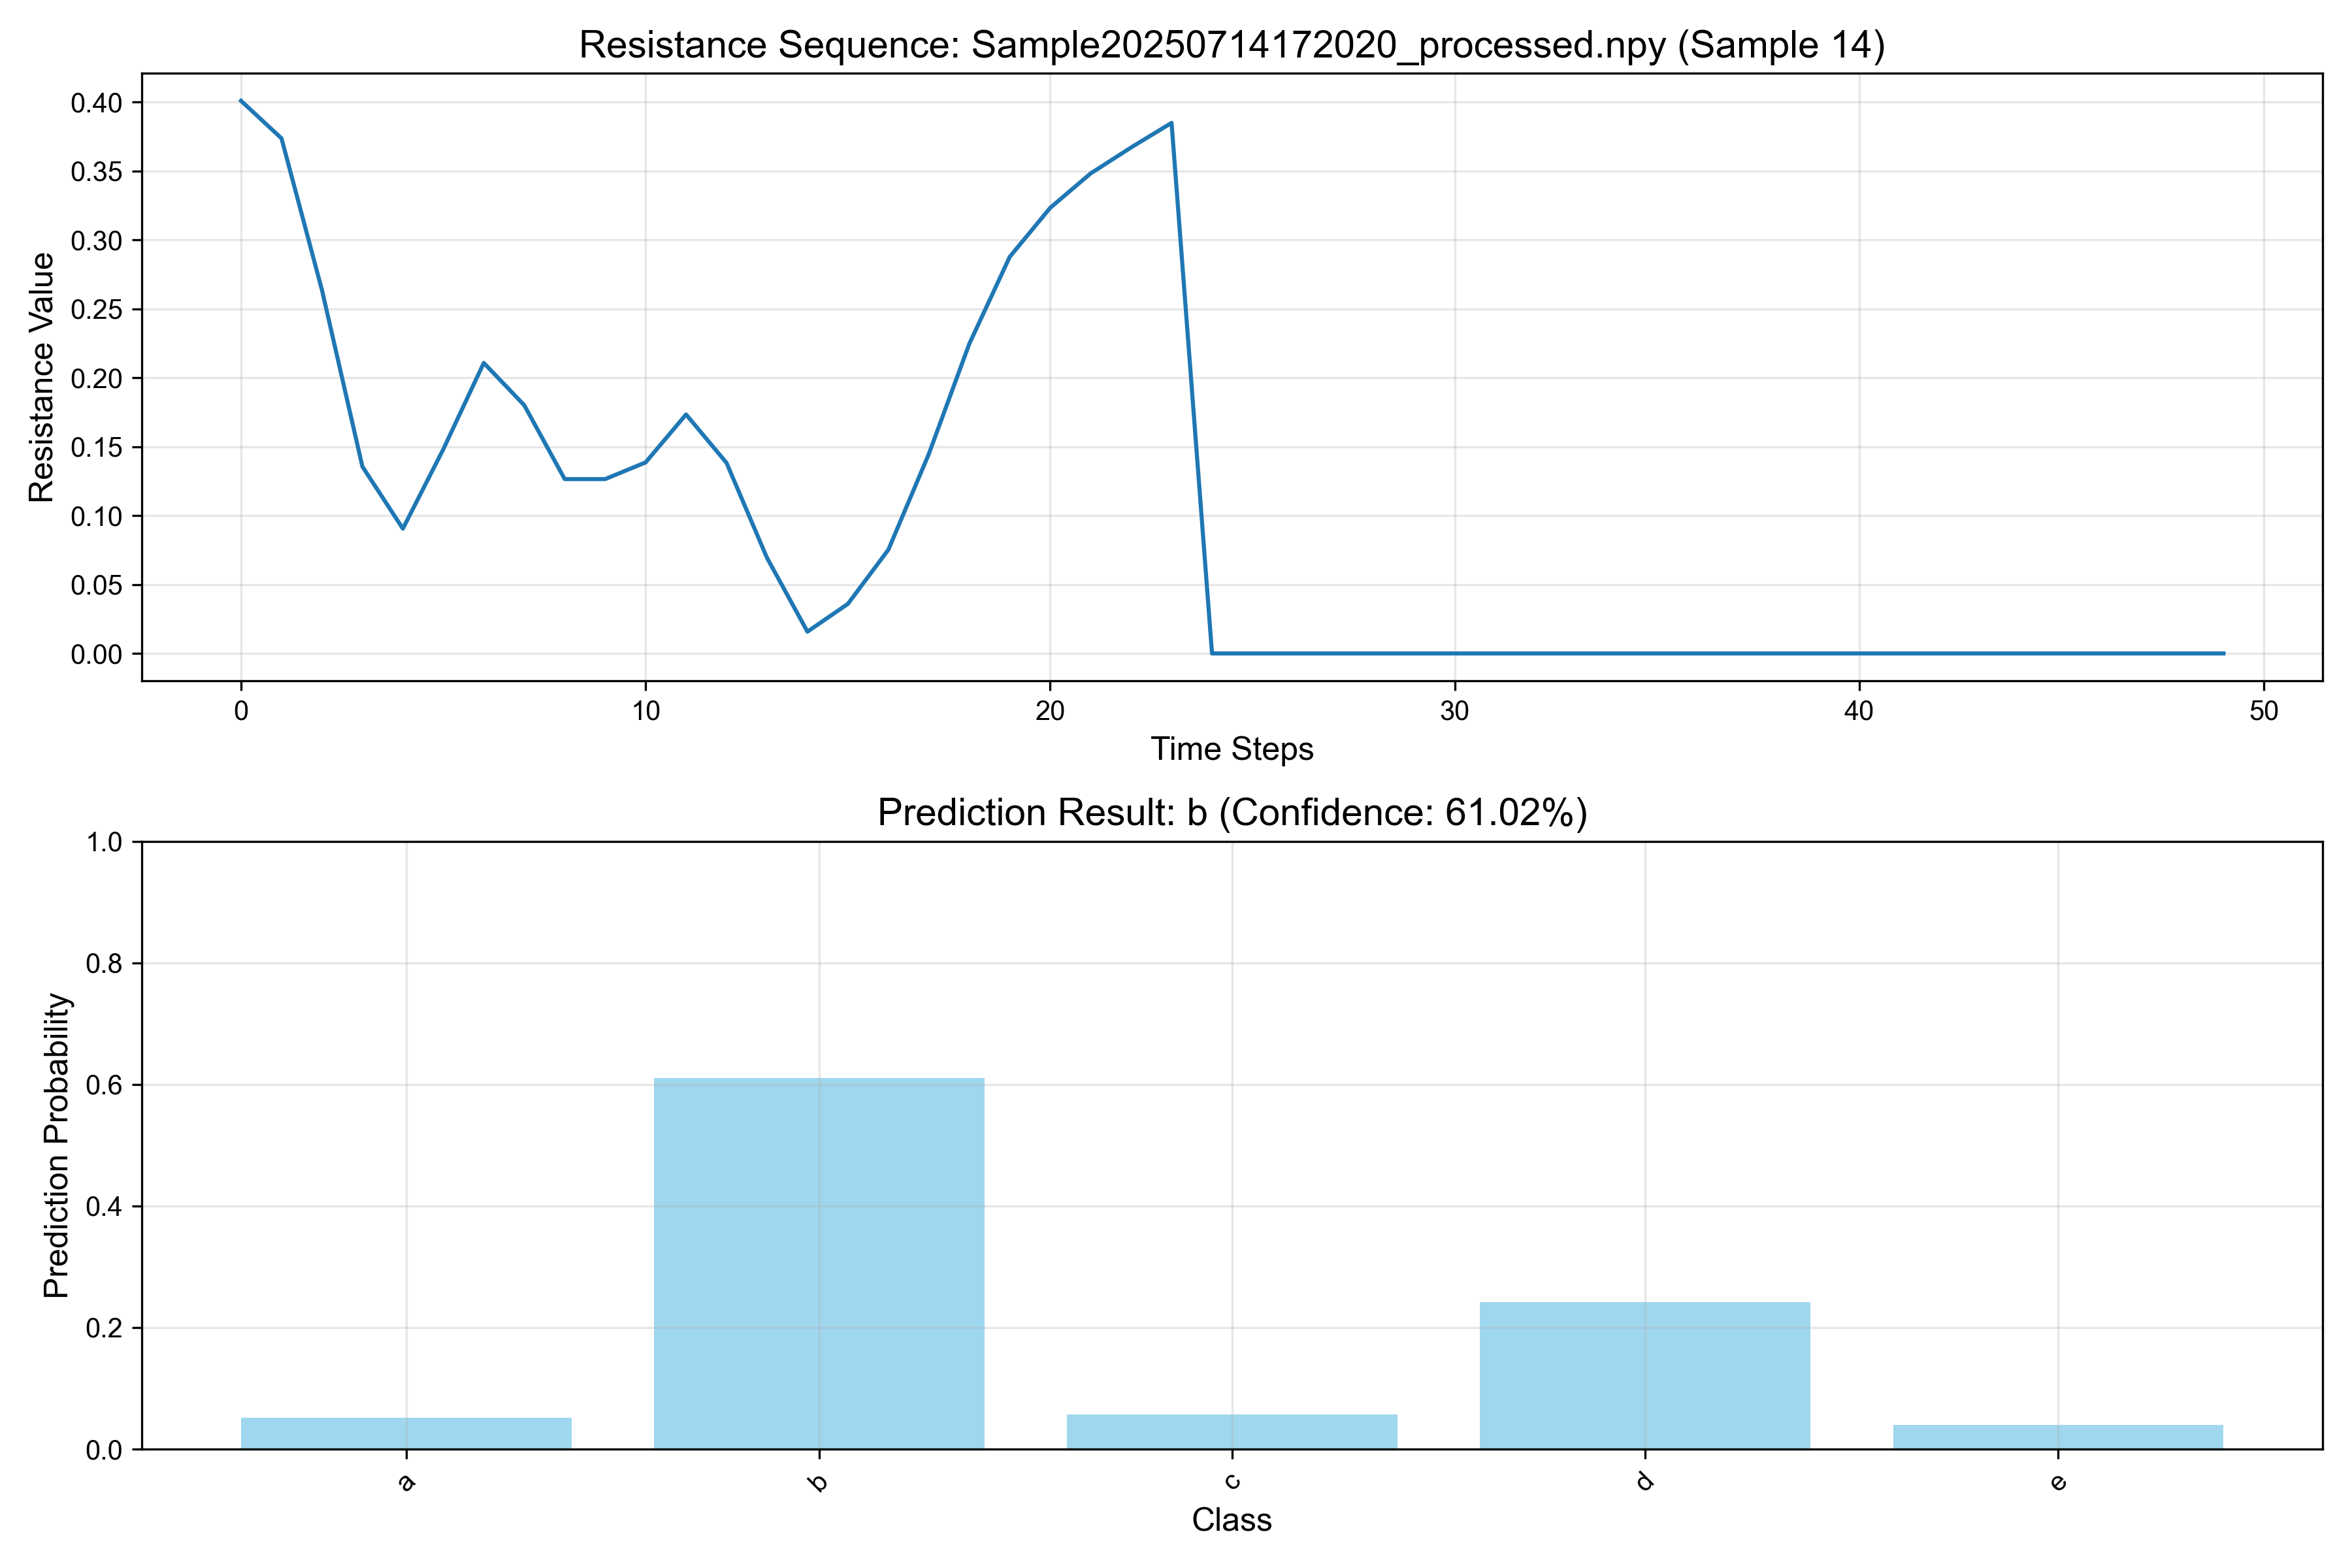 Resistance Sequence: Sample20250714172020_processed.npy (Sample 14)
Resistance Value
0.40
0.35
0.30
0.25
0.20
0.15
0.10
0.05
0.00
0 10 20 30 40 50
Time Steps
Prediction Result: b (Confidence: 61.02%)
Prediction Probability
1.0
0.8
0.6
0.4
0.2
0.0
a b c d e
Class